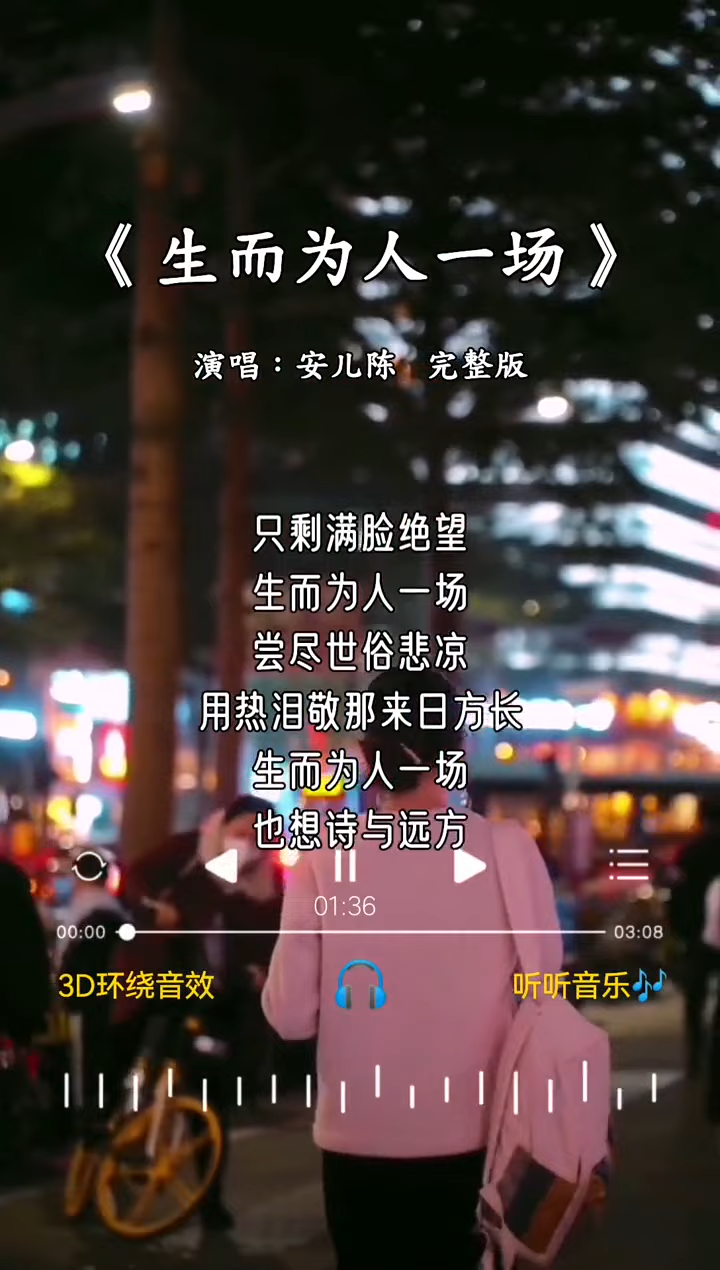 《生而为人一场》
演唱：安儿陈 完整版
只剩满脸绝望
生而为人一场
尝尽世俗悲凉
用热泪敬那来日方长
生而为人一场
也想诗与远方
01:36
00:00 03:08
3D环绕音效 🎧 听听音乐🎶